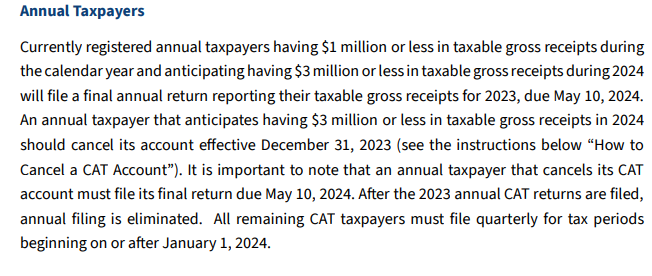 Annual Taxpayers
Currently registered annual taxpayers having $1 million or less in taxable gross receipts during
the calendar year and anticipating having $3 million or less in taxable gross receipts during 2024
will file a final annual return reporting their taxable gross receipts for 2023, due May 10, 2024.
An annual taxpayer that anticipates having $3 million or less in taxable gross receipts in 2024
should cancel its account effective December 31, 2023 (see the instructions below “How to
Cancel a CAT Account”). It is important to note that an annual taxpayer that cancels its CAT
account must file its final return due May 10, 2024. After the 2023 annual CAT returns are filed,
annual filing is eliminated.  All remaining CAT taxpayers must file quarterly for tax periods
beginning on or after January 1, 2024.